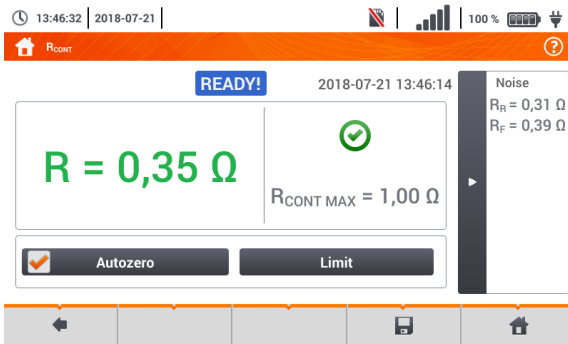 13:46:32 2018-07-21 100 %
RCONT ?
READY! 2018-07-21 13:46:14
R = 0,35 Ω
RCONT MAX = 1,00 Ω
Noise
RR = 0,31 Ω
RF = 0,39 Ω
Autozero Limit